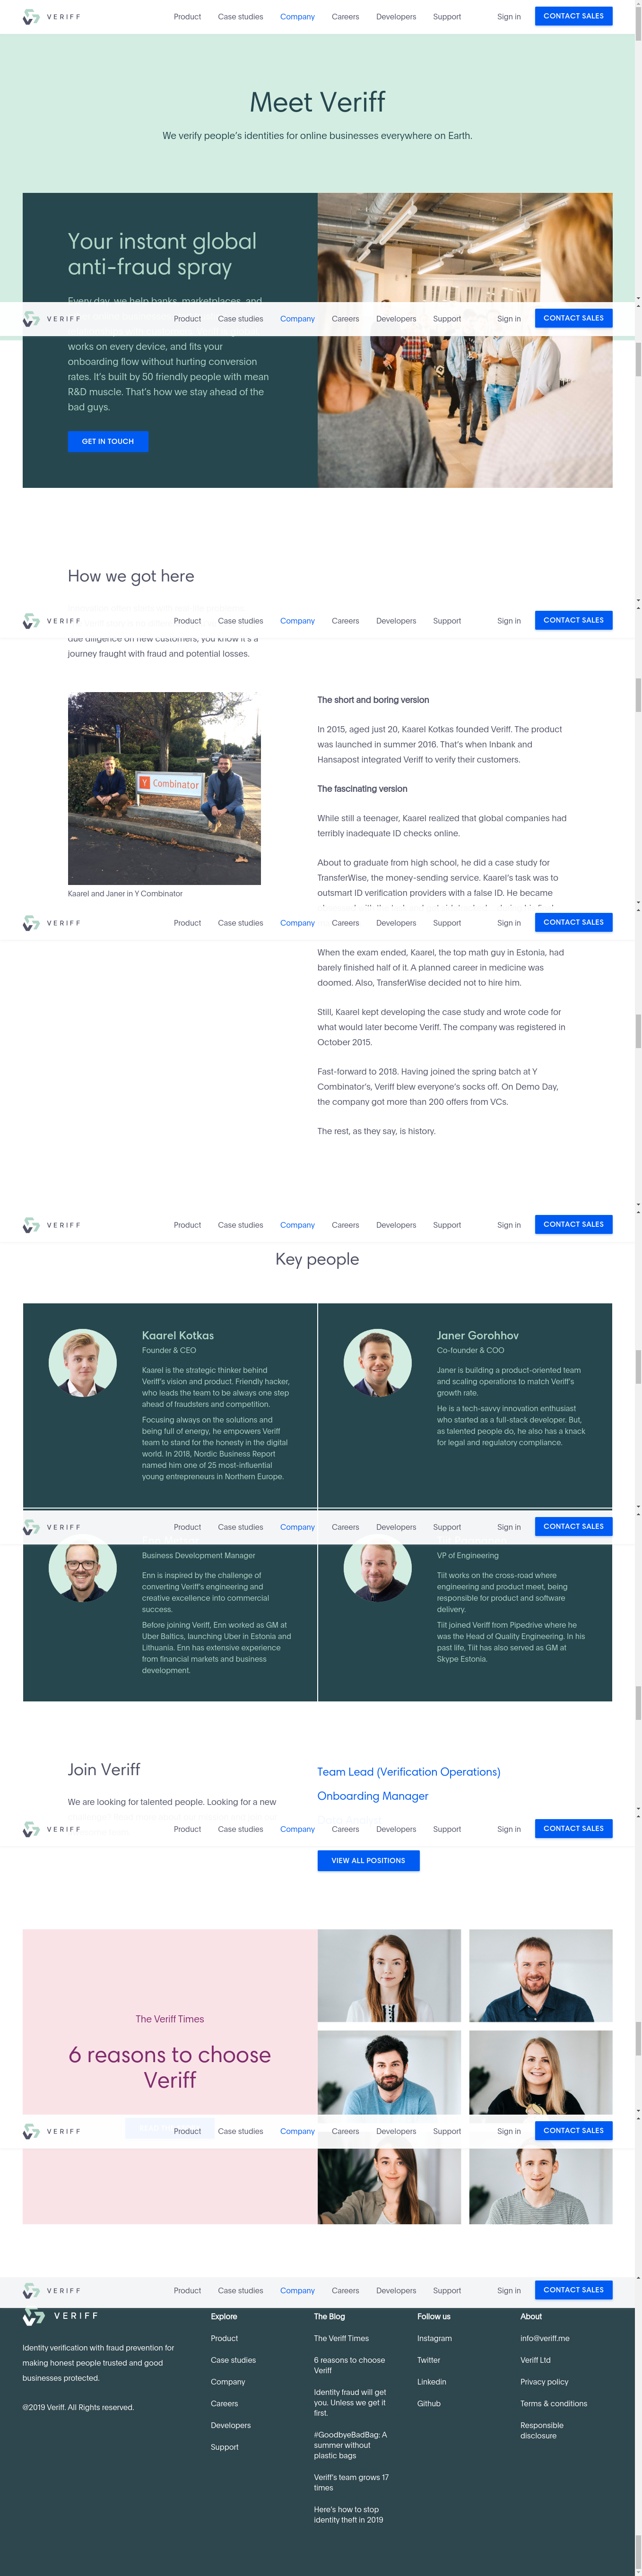 VERIFF Product Case studies Company Careers Developers Support Sign in CONTACT SALES
Meet Veriff
We verify people's identities for online businesses everywhere on Earth.
Your instant global
anti-fraud spray
Every day, we help banks, marketplaces, and
VERIFF Product Case studies Company Careers Developers Support Sign in CONTACT SALES
works on every device, and fits your
onboarding flow without hurting conversion
rates. It's built by 50 friendly people with mean
R&D muscle. That's how we stay ahead of the
bad guys.
GET IN TOUCH
How we got here
VERIFF Product Case studies Company Careers Developers Support Sign in CONTACT SALES
due diligence on new customers, you know it's a
journey fraught with fraud and potential losses.
Y Combinator
Kaarel and Janer in Y Combinator
The short and boring version
In 2015, aged just 20, Kaarel Kotkas founded Veriff. The product
was launched in summer 2016. That's when Inbank and
Hansapost integrated Veriff to verify their customers.
The fascinating version
While still a teenager, Kaarel realized that global companies had
terribly inadequate ID checks online.
About to graduate from high school, he did a case study for
TransferWise, the money-sending service. Kaarel's task was to
outsmart ID verification providers with a false ID. He became
VERIFF Product Case studies Company Careers Developers Support Sign in CONTACT SALES
When the exam ended, Kaarel, the top math guy in Estonia, had
barely finished half of it. A planned career in medicine was
doomed. Also, TransferWise decided not to hire him.
Still, Kaarel kept developing the case study and wrote code for
what would later become Veriff. The company was registered in
October 2015.
Fast-forward to 2018. Having joined the spring batch at Y
Combinator's, Veriff blew everyone's socks off. On Demo Day,
the company got more than 200 offers from VCs.
The rest, as they say, is history.
VERIFF Product Case studies Company Careers Developers Support Sign in CONTACT SALES
Key people
Kaarel Kotkas
Founder & CEO
Kaarel is the strategic thinker behind
Veriff's vision and product. Friendly hacker,
who leads the team to be always one step
ahead of fraudsters and competition.
Focusing always on the solutions and
being full of energy, he empowers Veriff
team to stand for the honesty in the digital
world. In 2018, Nordic Business Report
named him one of 25 most-influential
young entrepreneurs in Northern Europe.
Janer Gorohhov
Co-founder & COO
Janer is building a product-oriented team
and scaling operations to match Veriff's
growth rate.
He is a tech-savvy innovation enthusiast
who started as a full-stack developer. But,
as talented people do, he also has a knack
for legal and regulatory compliance.
VERIFF Product Case studies Company Careers Developers Support Sign in CONTACT SALES
Business Development Manager
Enn is inspired by the challenge of
converting Veriff's engineering and
creative excellence into commercial
success.
Before joining Veriff, Enn worked as GM at
Uber Baltics, launching Uber in Estonia and
Lithuania. Enn has extensive experience
from financial markets and business
development.
VP of Engineering
Tiit works on the cross-road where
engineering and product meet, being
responsible for product and software
delivery.
Tiit joined Veriff from Pipedrive where he
was the Head of Quality Engineering. In his
past life, Tiit has also served as GM at
Skype Estonia.
Join Veriff
We are looking for talented people. Looking for a new
Team Lead (Verification Operations)
Onboarding Manager
VERIFF Product Case studies Company Careers Developers Support Sign in CONTACT SALES
VIEW ALL POSITIONS
The Veriff Times
6 reasons to choose
Veriff
VERIFF Product Case studies Company Careers Developers Support Sign in CONTACT SALES
VERIFF Product Case studies Company Careers Developers Support Sign in CONTACT SALES
VERIFF
Identity verification with fraud prevention for
making honest people trusted and good
businesses protected.
@2019 Veriff. All Rights reserved.
Explore
Product
Case studies
Company
Careers
Developers
Support
The Blog
The Veriff Times
6 reasons to choose
Veriff
Identity fraud will get
you. Unless we get it
first.
#GoodbyeBadBag: A
summer without
plastic bags
Veriff's team grows 17
times
Here's how to stop
identity theft in 2019
Follow us
Instagram
Twitter
Linkedin
Github
About
info@veriff.me
Veriff Ltd
Privacy policy
Terms & conditions
Responsible
disclosure